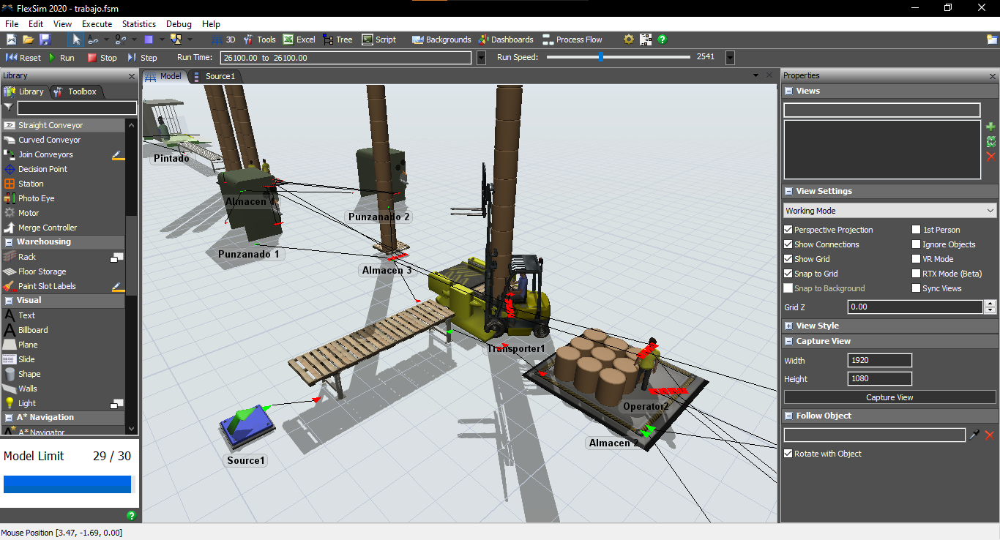 FlexSim 2020 - trabajo.fsm
File Edit View Execute Statistics Debug Help
3D Tools Excel Tree Script Backgrounds Dashboards Process Flow
Reset Run Stop Step Run Time: 26100.00 to 26100.00 Run Speed: 2541
Library
Library Toolbox
Straight Conveyor
Curved Conveyor
Join Conveyors
Decision Point
Station
Photo Eye
Motor
Merge Controller
Warehousing
Rack
Floor Storage
Paint Slot Labels
Visual
Text
Billboard
Plane
Slide
Shape
Walls
Light
A* Navigation
A* Navigator
Model Limit 29 / 30
Model Source1
Pintado
Almacen 4
Punzanado 2
Punzanado 1
Almacen 3
Transporter1
Operator2
Almacen 2
Source1
Properties
Views
View Settings
Working Mode
Perspective Projection 1st Person
Show Connections Ignore Objects
Show Grid VR Mode
Snap to Grid RTX Mode (Beta)
Snap to Background Sync Views
Grid Z 0.00
View Style
Capture View
Width 1920
Height 1080
Capture View
Follow Object
Rotate with Object
Mouse Position [3.47, -1.69, 0.00]